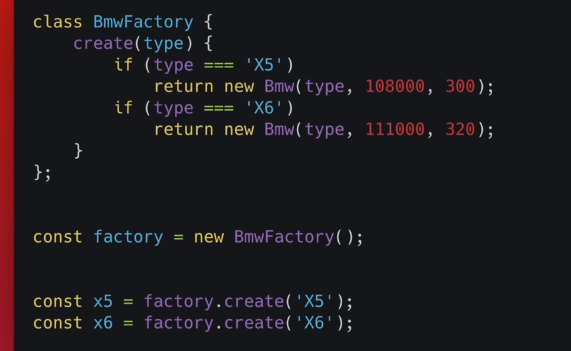 class BmwFactory {
    create(type) {
        if (type === 'X5')
            return new Bmw(type, 108000, 300);
        if (type === 'X6')
            return new Bmw(type, 111000, 320);
    }
};
const factory = new BmwFactory();
const x5 = factory.create('X5');
const x6 = factory.create('X6');